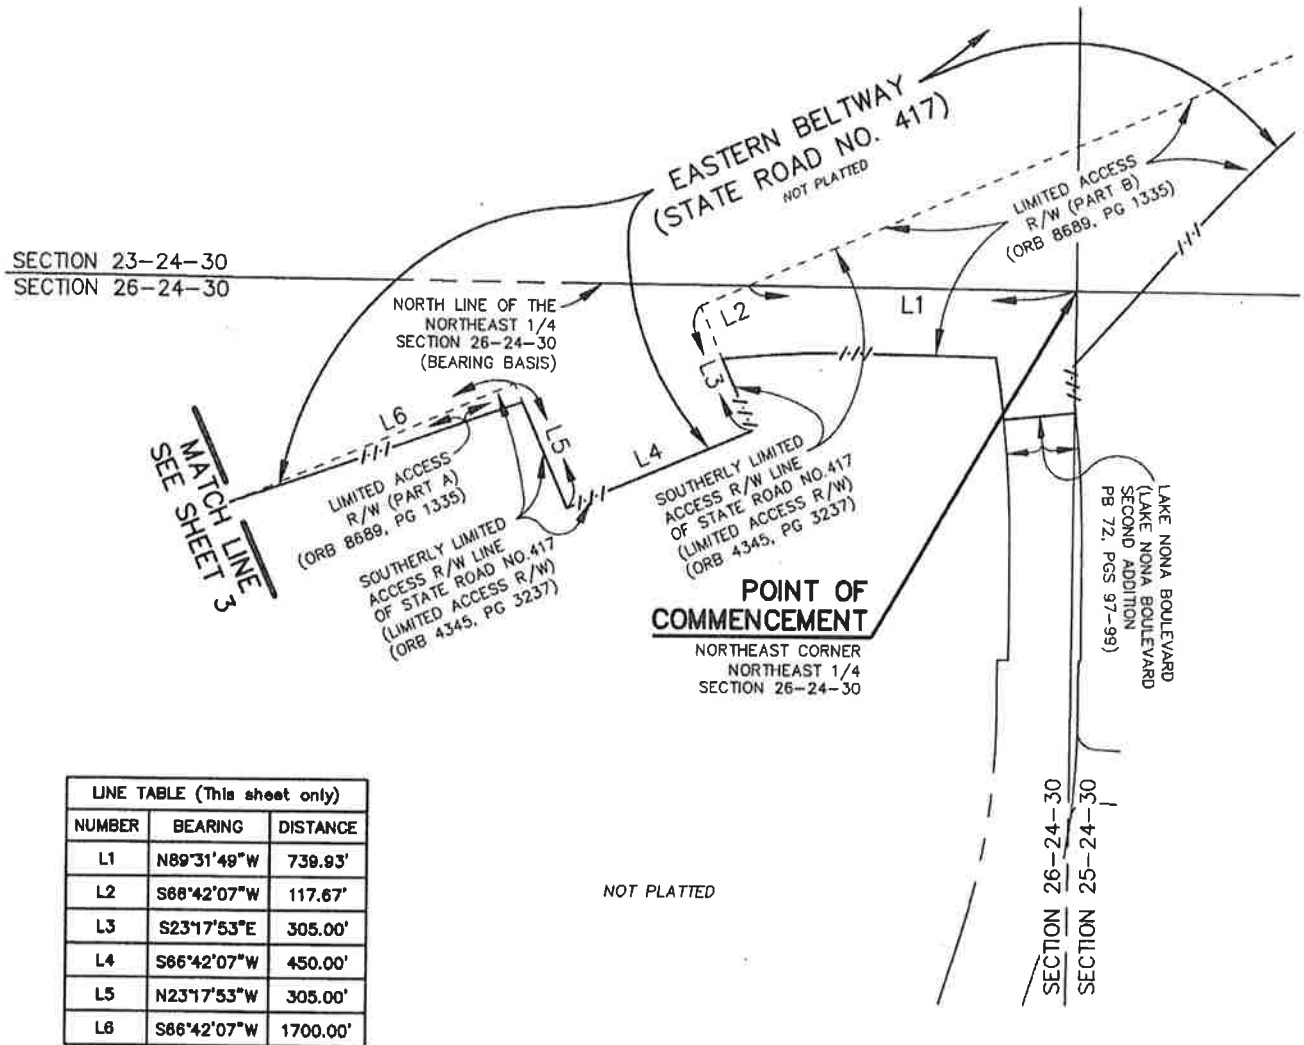 EASTERN BELTWAY
(STATE ROAD NO. 417)
NOT PLATTED
LIMITED ACCESS
R/W (PART B)
(ORB 8689, PG 1335)
SECTION 23-24-30
SECTION 26-24-30
NORTH LINE OF THE
NORTHEAST 1/4
SECTION 26-24-30
(BEARING BASIS)
L2
L1
L3
L6
L5
L4
MATCH LINE
SEE SHEET 3
LIMITED ACCESS
R/W (PART A)
(ORB 8689, PG 1335)
SOUTHERLY LIMITED
ACCESS R/W LINE
OF STATE ROAD NO.417
(LIMITED ACCESS R/W)
(ORB 4345, PG 3237)
SOUTHERLY LIMITED
ACCESS R/W LINE
OF STATE ROAD NO.417
(LIMITED ACCESS R/W)
(ORB 4345, PG 3237)
LAKE NONA BOULEVARD
(LAKE NONA BOULEVARD
SECOND ADDITION
PB 72, PGS 97-99)
POINT OF
COMMENCEMENT
NORTHEAST CORNER
NORTHEAST 1/4
SECTION 26-24-30
SECTION 26-24-30
SECTION 25-24-30
NOT PLATTED
LINE TABLE (This sheet only)
NUMBER BEARING DISTANCE
L1 N89°31'49"W 739.93'
L2 S66°42'07"W 117.67'
L3 S23°17'53"E 305.00'
L4 S66°42'07"W 450.00'
L5 N23°17'53"W 305.00'
L6 S66°42'07"W 1700.00'